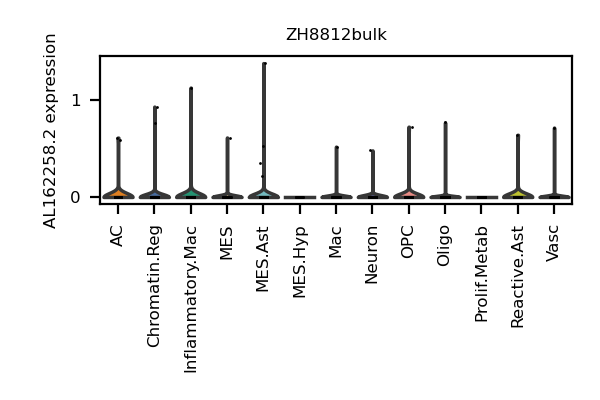 ZH8812bulk
AL162258.2 expression
1
0
AC
Chromatin.Reg
Inflammatory.Mac
MES
MES.Ast
MES.Hyp
Mac
Neuron
OPC
Oligo
Prolif.Metab
Reactive.Ast
Vasc